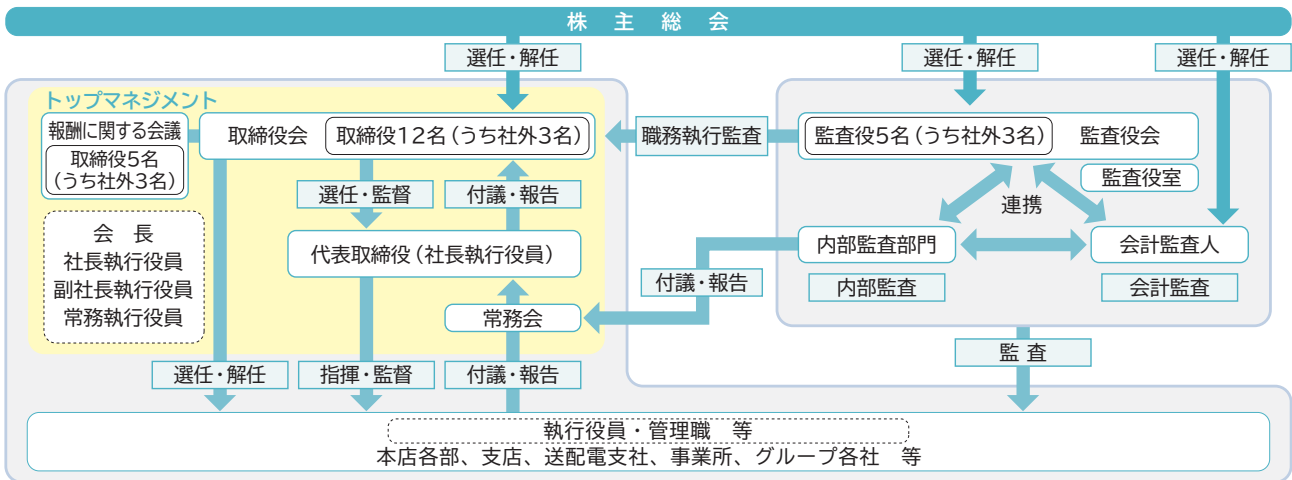 株 主 総 会
選任・解任
選任・解任
選任・解任
トップマネジメント
報酬に関する会議
取締役5名
(うち社外3名)
取締役会
取締役12名(うち社外3名)
職務執行監査
監査役5名(うち社外3名)
監査役会
監査役室
選任・監督
付議・報告
連携
会 長
社長執行役員
副社長執行役員
常務執行役員
代表取締役(社長執行役員)
内部監査部門
会計監査人
付議・報告
内部監査
会計監査
常務会
監 査
選任・解任
指揮・監督
付議・報告
執行役員・管理職 等
本店各部、支店、送配電支社、事業所、グループ各社 等